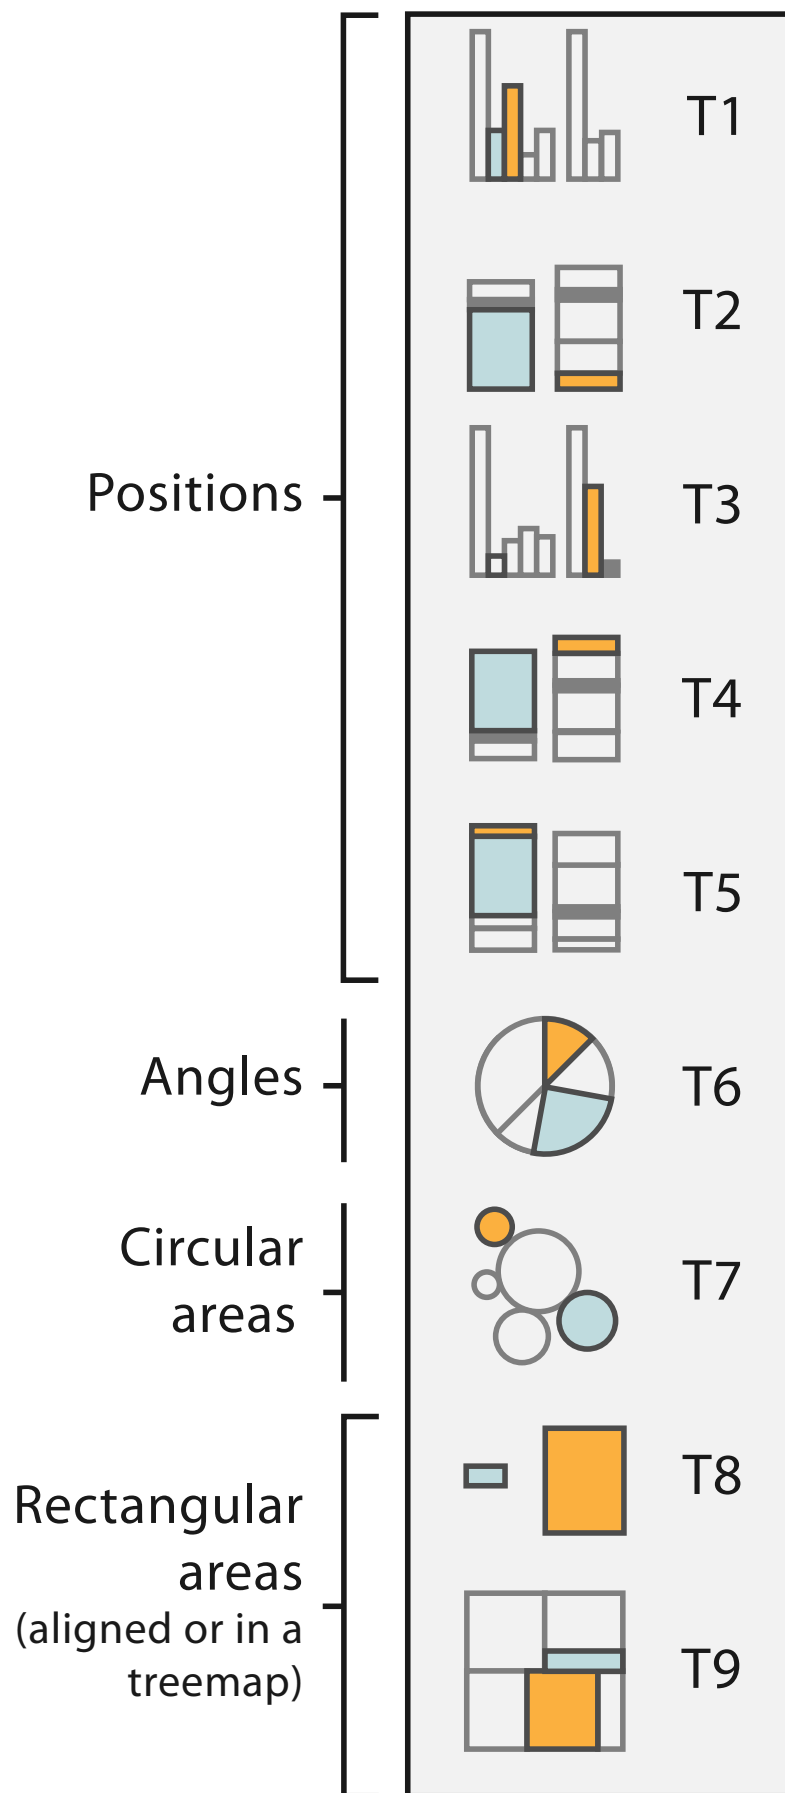 T1
T2
Positions
T3
T4
T5
Angles
T6
Circular
areas
T7
T8
Rectangular
areas
(aligned or in a
treemap)
T9